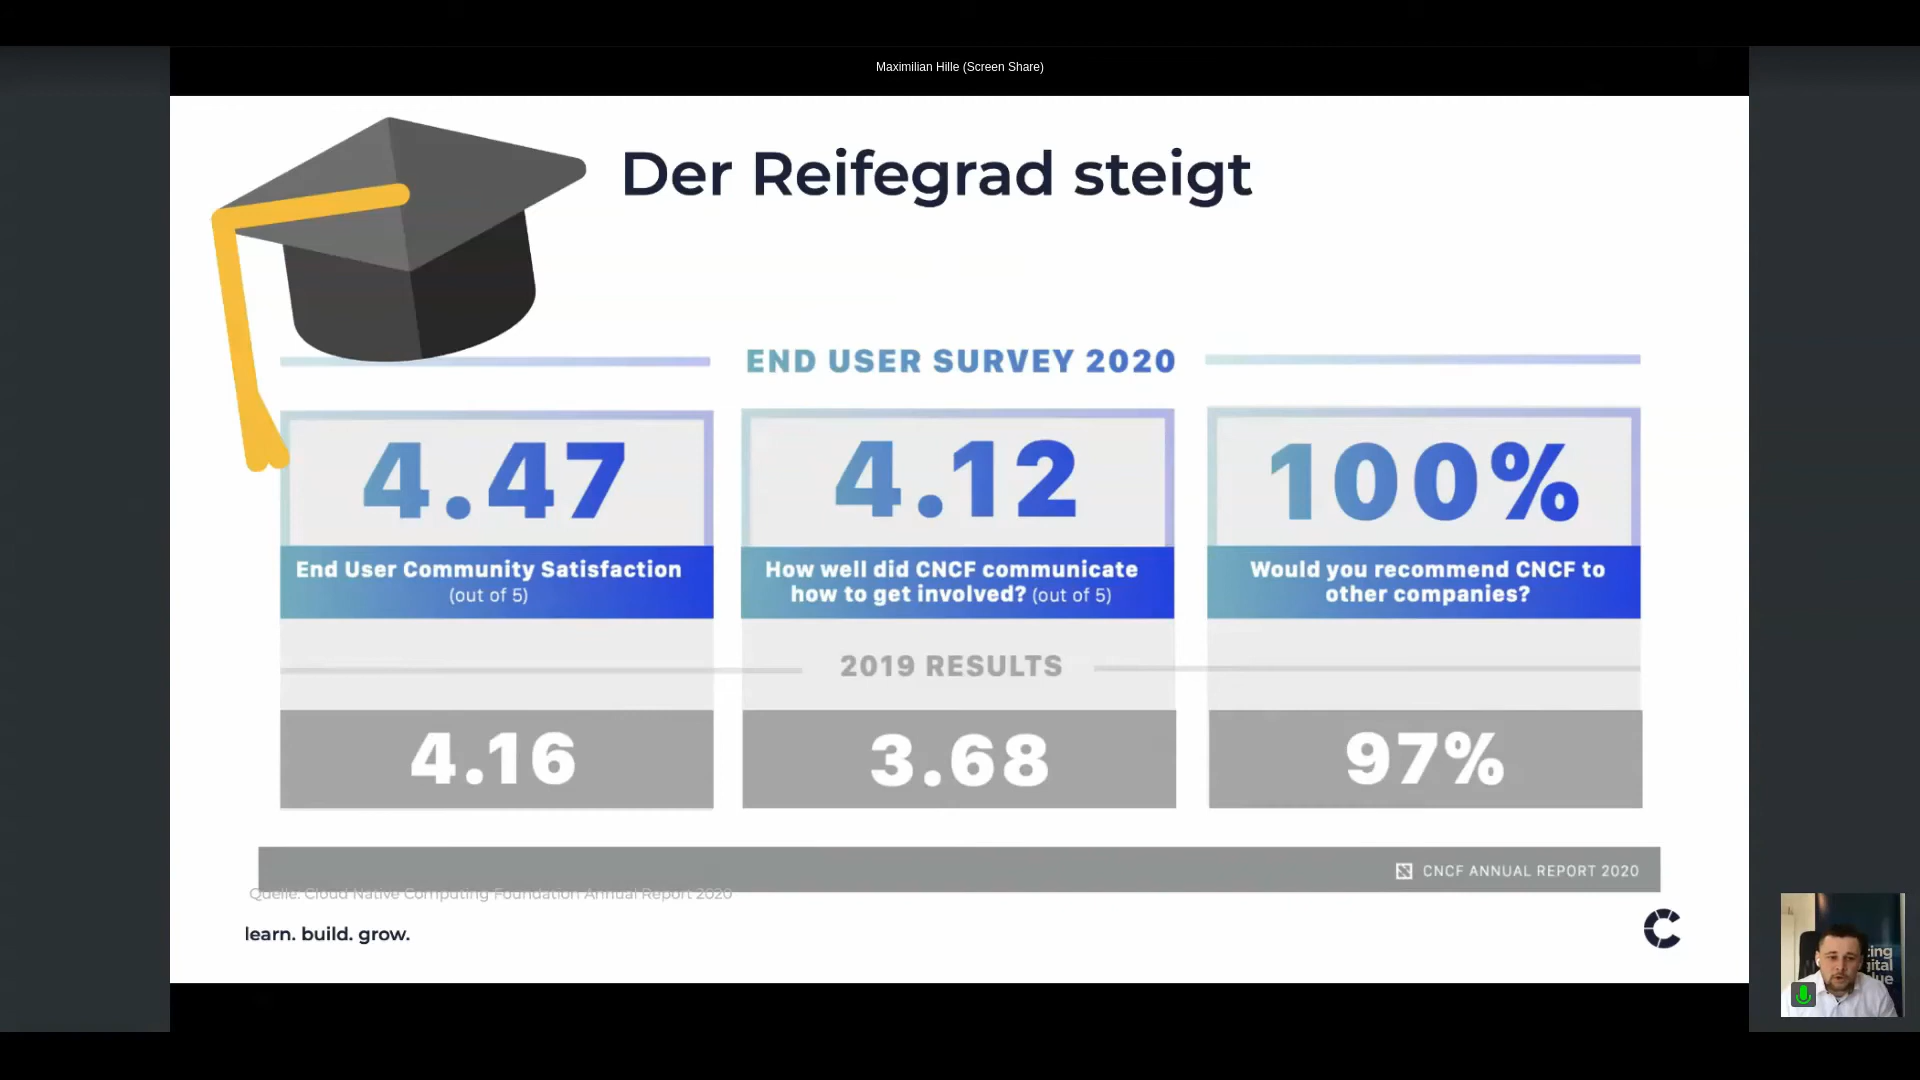 Maximilian Hille (Screen Share)
Der Reifegrad steigt
END USER SURVEY 2020
4.47
End User Community Satisfaction
(out of 5)
4.12
How well did CNCF communicate
how to get involved? (out of 5)
100%
Would you recommend CNCF to
other companies?
2019 RESULTS
4.16
3.68
97%
CNCF ANNUAL REPORT 2020
Quelle: Cloud Native Computing Foundation Annual Report 2020
learn. build. grow.